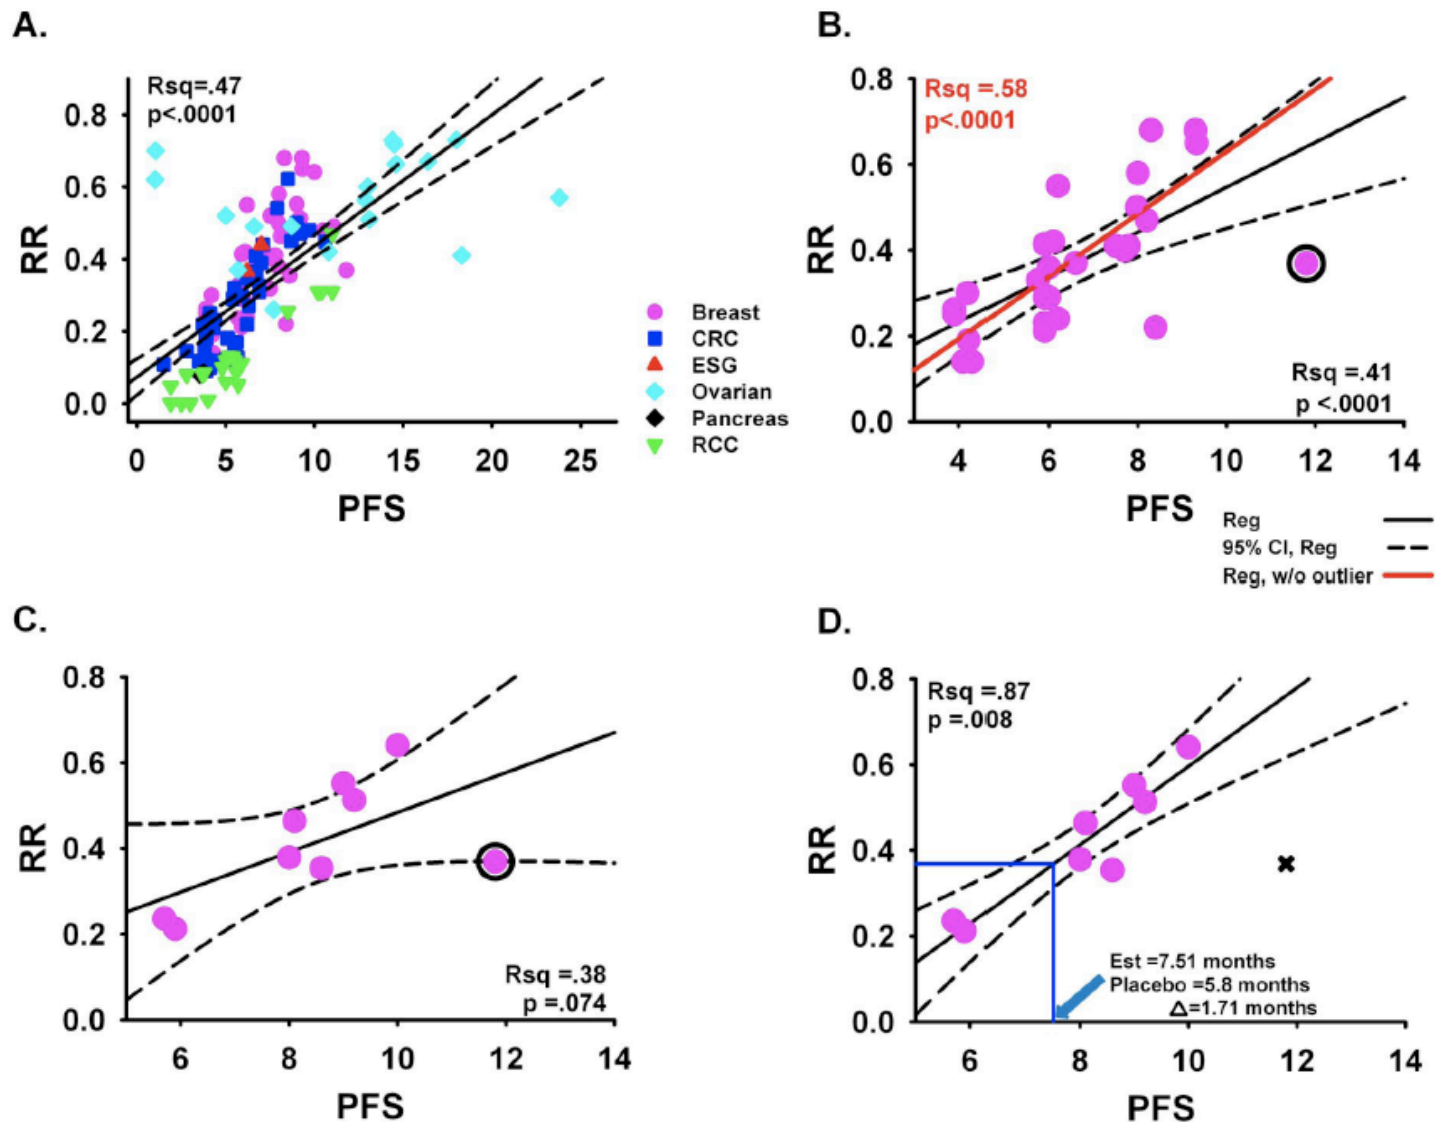 A.
Rsq=.47
p<.0001
RR
0.8
0.6
0.4
0.2
0.0
0 5 10 15 20 25
PFS
Breast
CRC
ESG
Ovarian
Pancreas
RCC
B.
Rsq =.58
p<.0001
RR
0.8
0.6
0.4
0.2
0.0
Rsq =.41
p <.0001
4 6 8 10 12 14
PFS
Reg
95% CI, Reg
Reg, w/o outlier
C.
RR
0.8
0.6
0.4
0.2
0.0
Rsq =.38
p =.074
6 8 10 12 14
PFS
D.
Rsq =.87
p =.008
RR
0.8
0.6
0.4
0.2
0.0
Est =7.51 months
Placebo =5.8 months
△=1.71 months
6 8 10 12 14
PFS